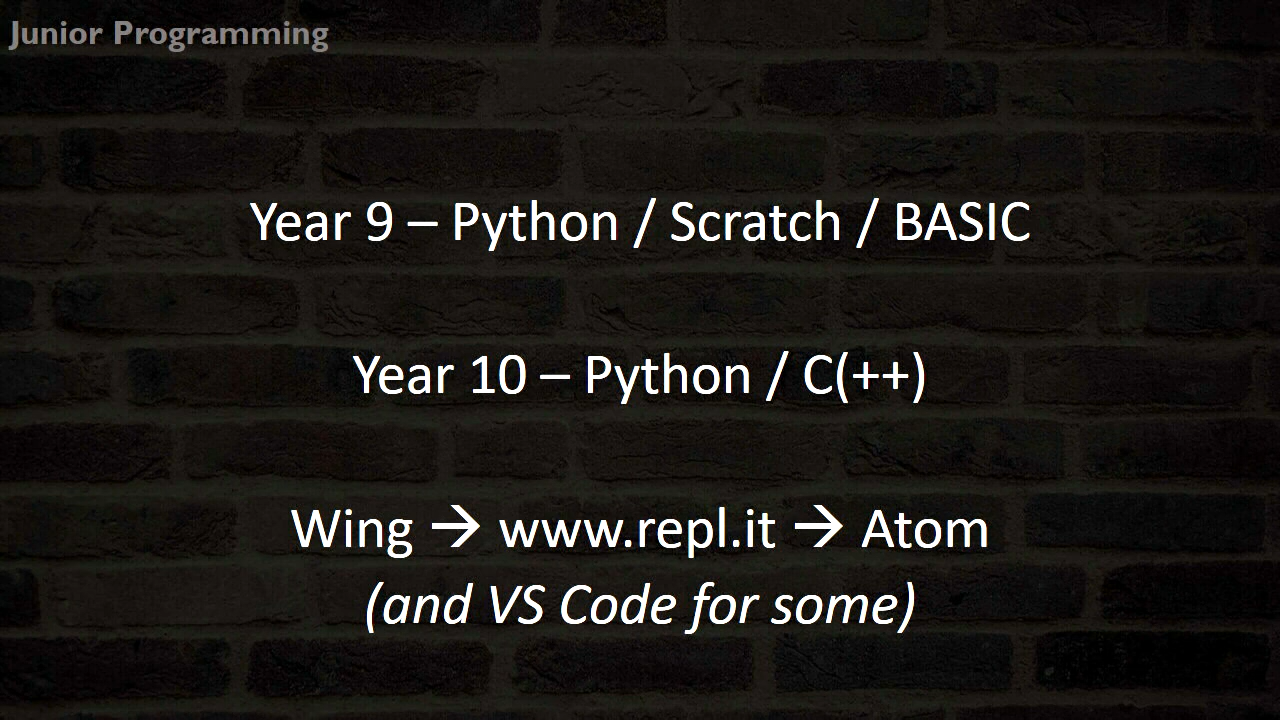 Junior Programming
Year 9 – Python / Scratch / BASIC
Year 10 – Python / C(++)
Wing → www.repl.it → Atom
(and VS Code for some)